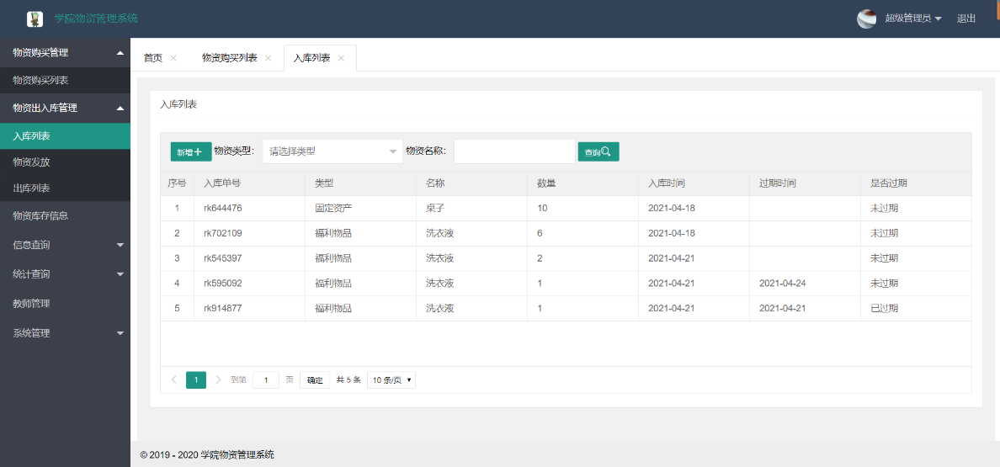 学院物资管理系统
超级管理员 退出
物资购买管理
物资购买列表
物资出入库管理
入库列表
物资发放
出库列表
物资库存信息
信息查询
统计查询
教师管理
系统管理
首页 物资购买列表 入库列表
入库列表
新增 物资类型： 请选择类型 物资名称： 查询
序号 入库单号 类型 名称 数量 入库时间 过期时间 是否过期
1 rk644476 固定资产 桌子 10 2021-04-18 未过期
2 rk702109 福利物品 洗衣液 6 2021-04-18 未过期
3 rk545397 福利物品 洗衣液 2 2021-04-21 未过期
4 rk595092 福利物品 洗衣液 1 2021-04-21 2021-04-24 未过期
5 rk914877 福利物品 洗衣液 1 2021-04-21 2021-04-21 已过期
1 到第 1 页 确定 共 5 条 10 条/页
© 2019 - 2020 学院物资管理系统